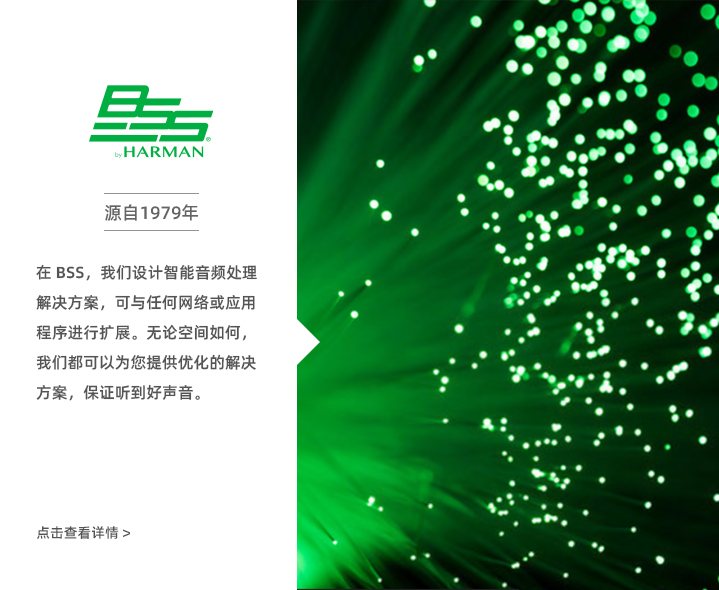 BSS®
by HARMAN
源自1979年
在 BSS，我们设计智能音频处理
解决方案，可与任何网络或应用
程序进行扩展。无论空间如何，
我们都可以为您提供优化的解决
方案，保证听到好声音。
点击查看详情 >